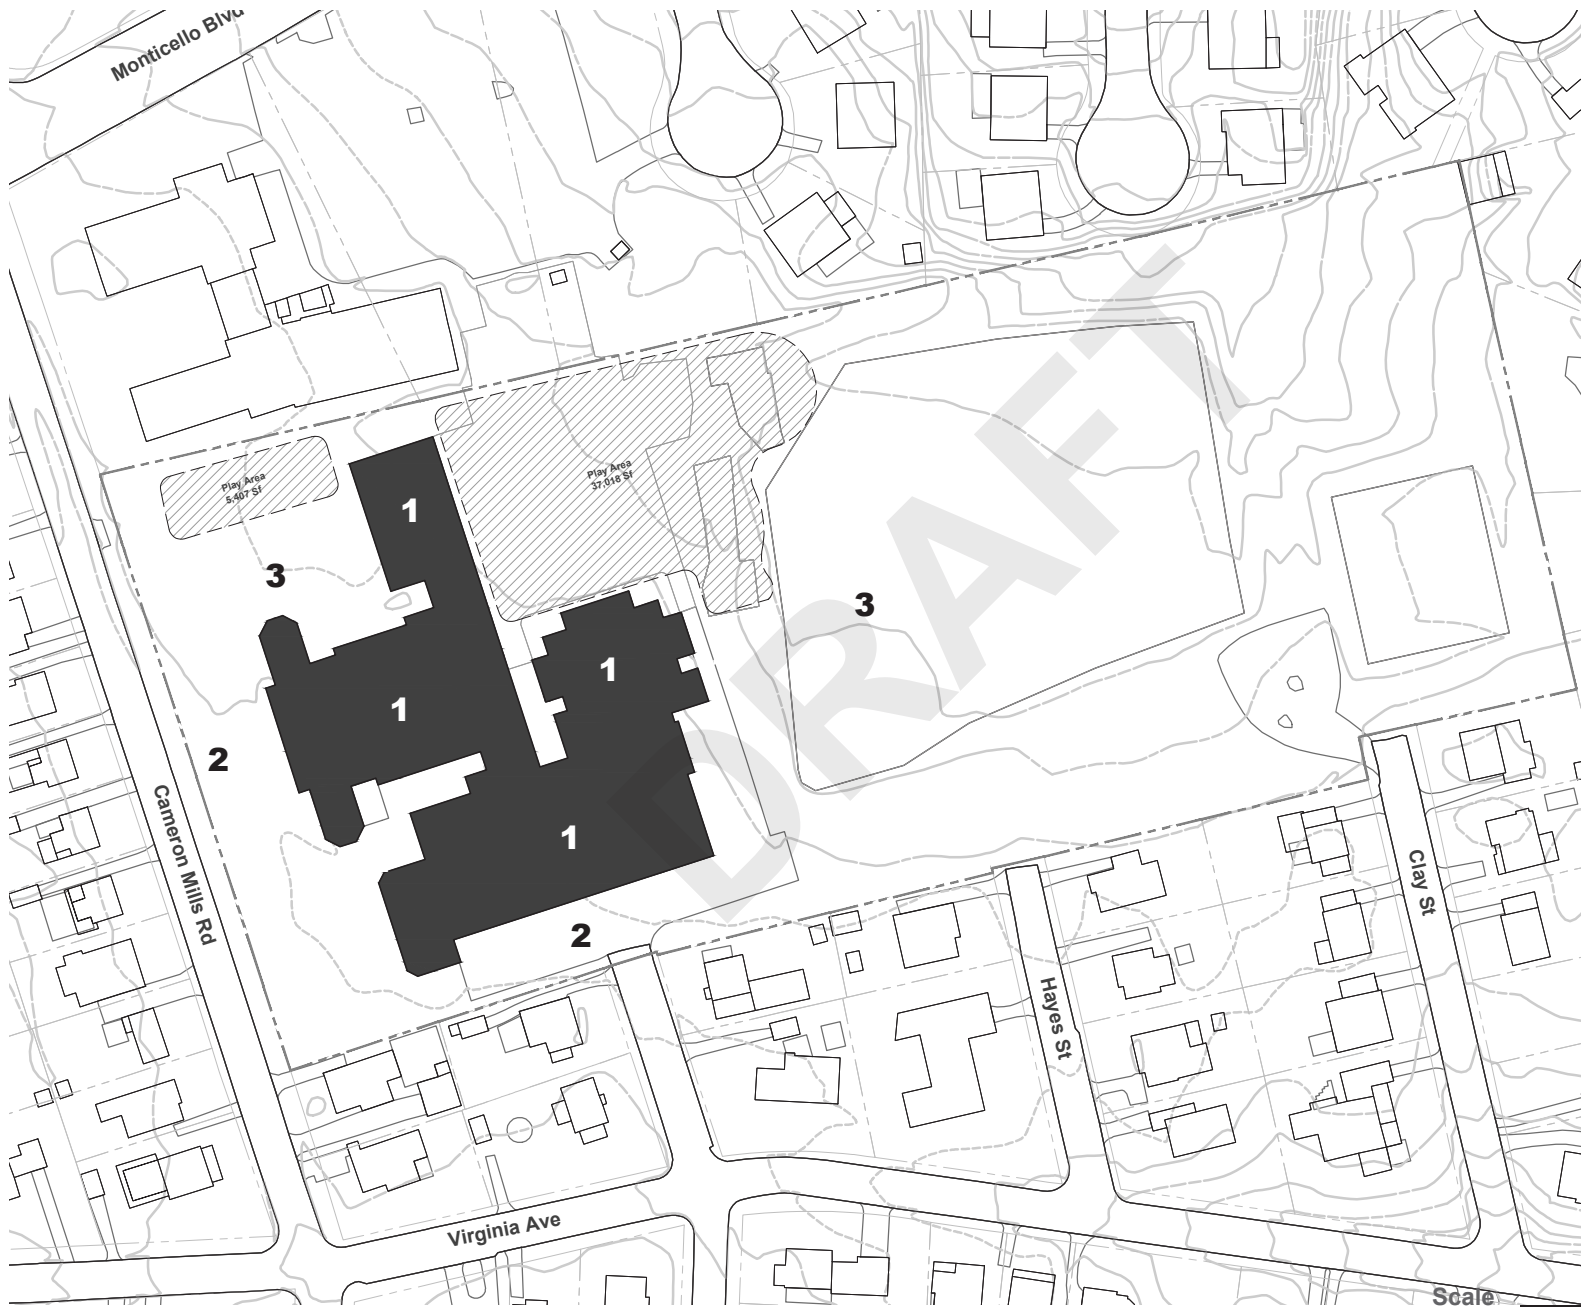 Monticello Blvd
Play Area
5,407 Sf
Play Area
37,018 Sf
1
3
3
1
1
2
1
2
Cameron Mills Rd
Clay St
Hayes St
Virginia Ave
Scale
DRAFT